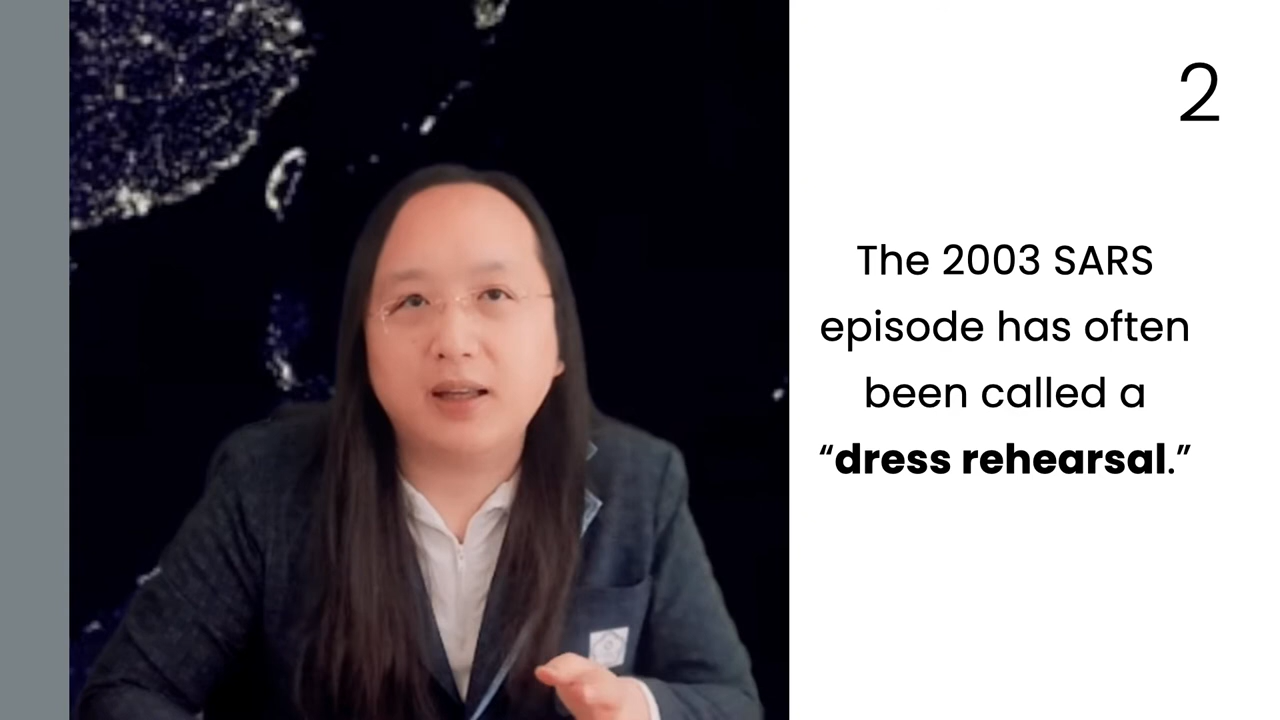 2
The 2003 SARS
episode has often
been called a
“dress rehearsal.”